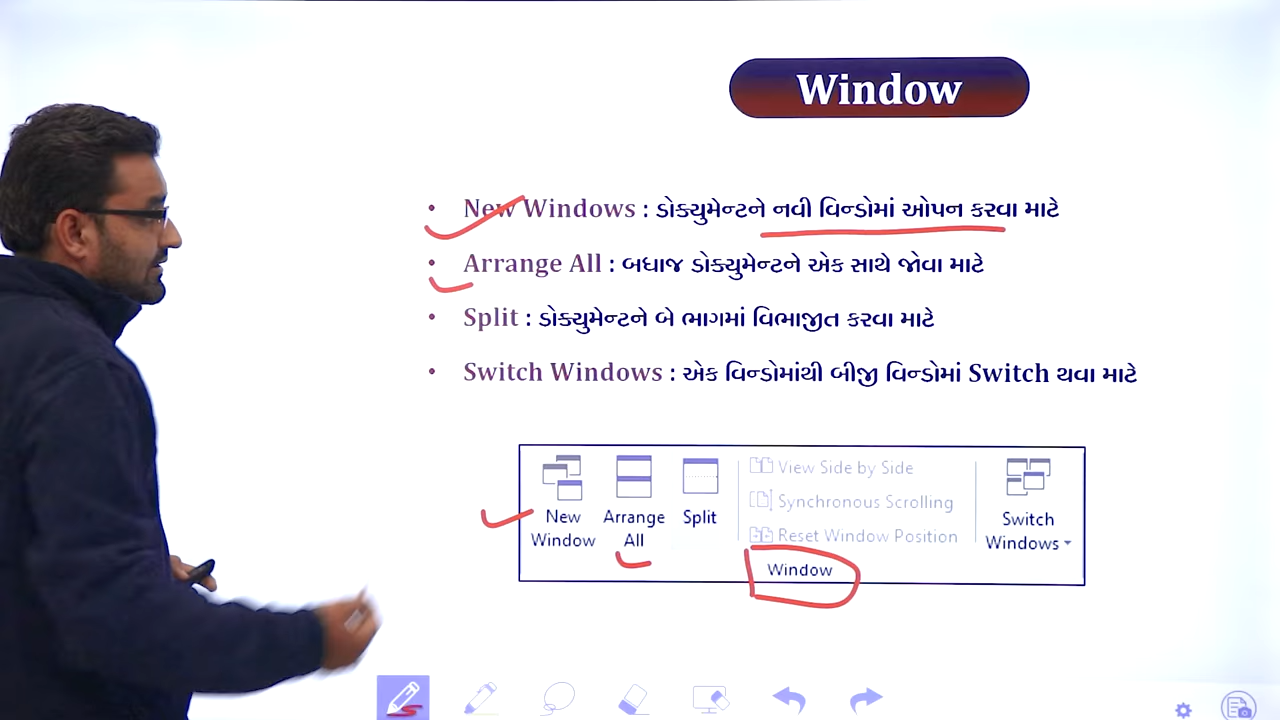 Window
• New Windows : ડોક્યુમેન્ટને નવી વિન્ડોમાં ઓપન કરવા માટે
• Arrange All : બધાજ ડોક્યુમેન્ટને એક સાથે જોવા માટે
• Split : ડોક્યુમેન્ટને બે ભાગમાં વિભાજીત કરવા માટે
• Switch Windows : એક વિન્ડોમાંથી બીજી વિન્ડોમાં Switch થવા માટે
New Window
Arrange All
Split
View Side by Side
Synchronous Scrolling
Reset Window Position
Switch Windows
Window